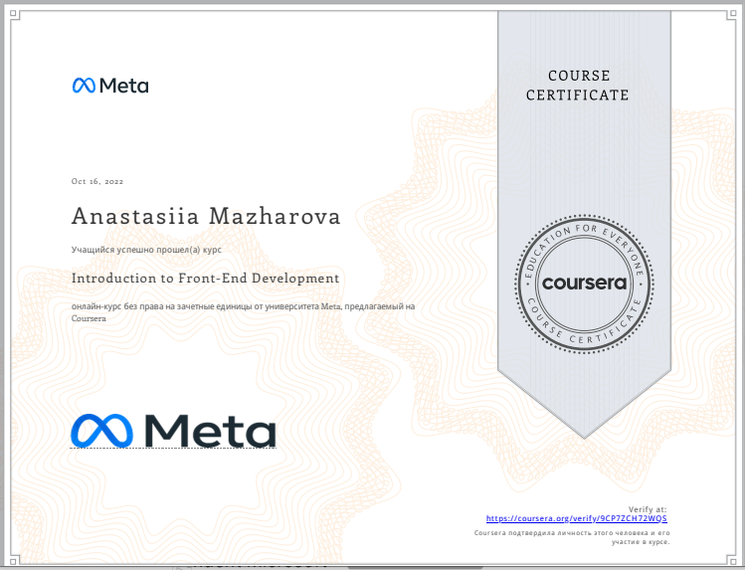 Meta
COURSE
CERTIFICATE
Oct 16, 2022
Anastasiia Mazharova
Учащийся успешно прошел(а) курс
Introduction to Front-End Development
онлайн-курс без права на зачетные единицы от университета Meta, предлагаемый на
Coursera
EDUCATION FOR EVERYONE
coursera
COURSE CERTIFICATE
Meta
Verify at:
https://coursera.org/verify/9CP7ZCH72WQS
Coursera подтвердила личность этого человека и его
участие в курсе.